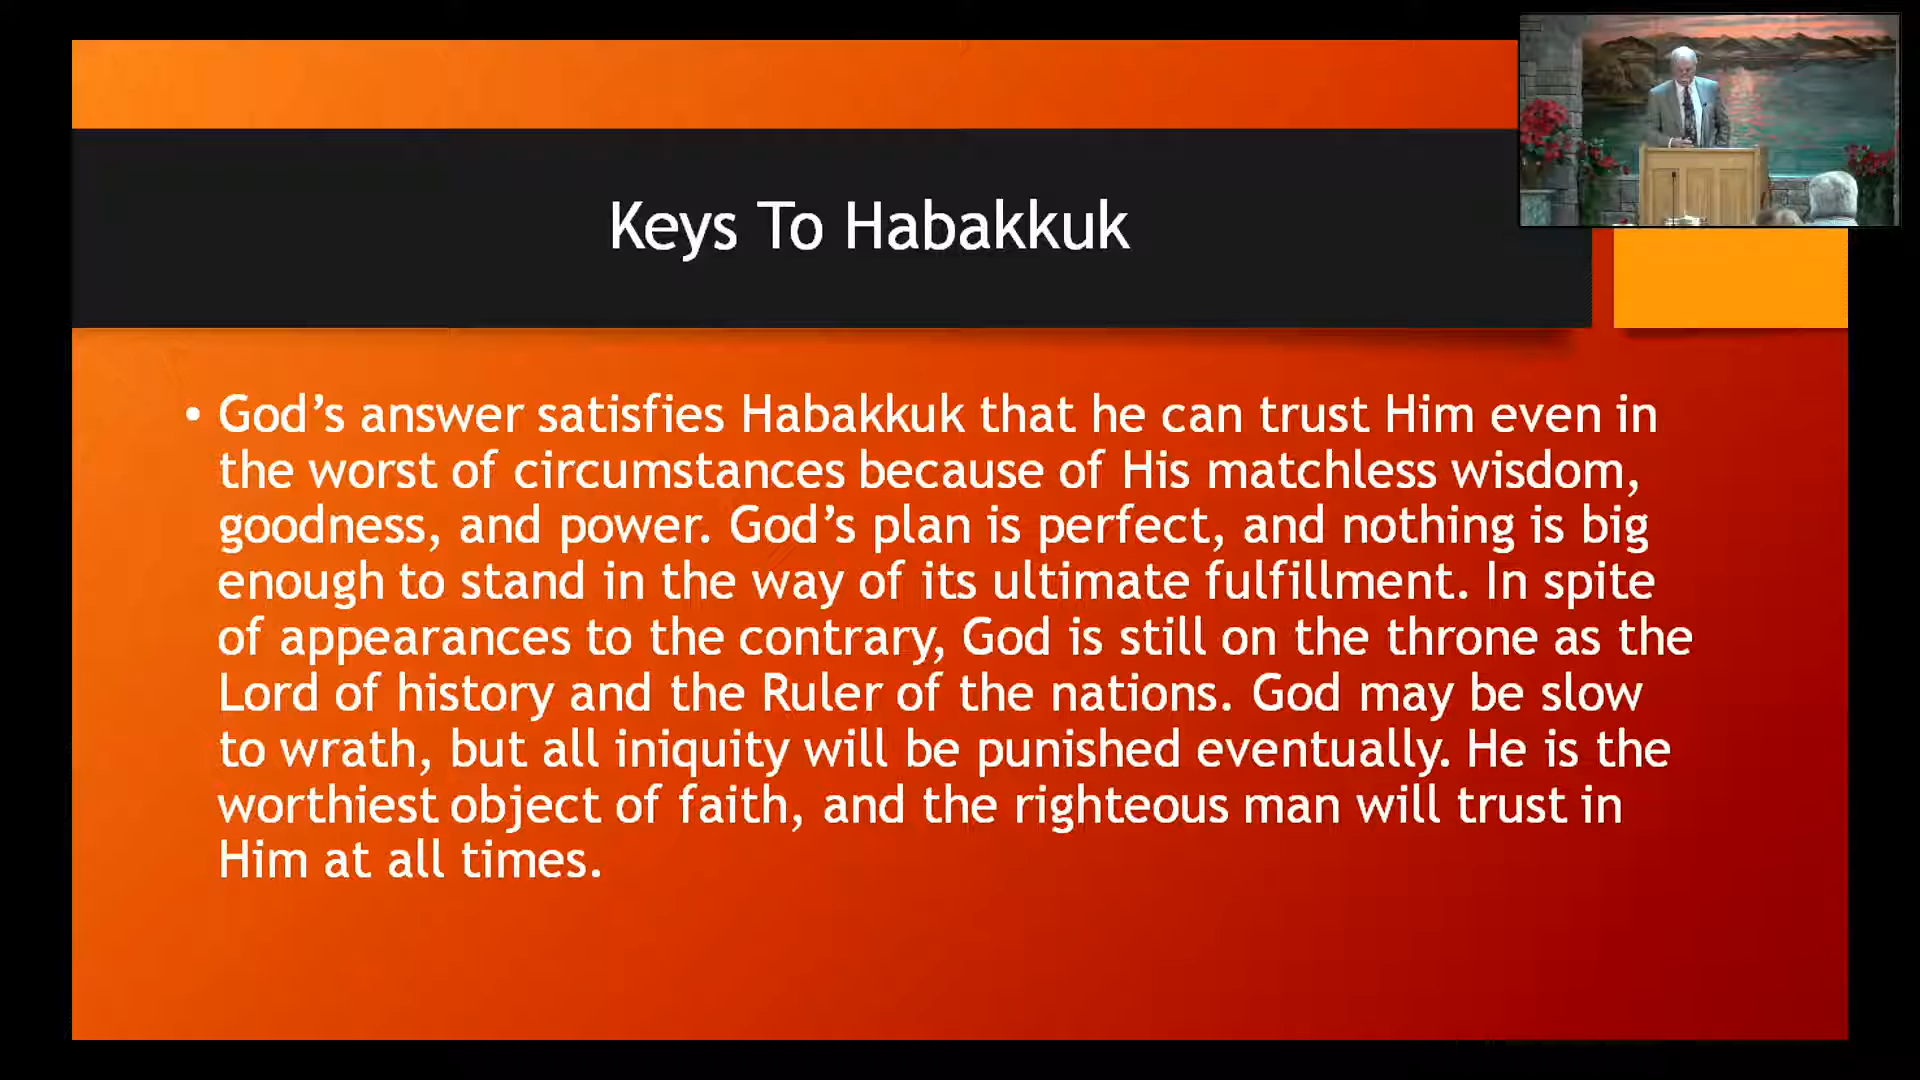 Keys To Habakkuk
• God’s answer satisfies Habakkuk that he can trust Him even in
the worst of circumstances because of His matchless wisdom,
goodness, and power. God’s plan is perfect, and nothing is big
enough to stand in the way of its ultimate fulfillment. In spite
of appearances to the contrary, God is still on the throne as the
Lord of history and the Ruler of the nations. God may be slow
to wrath, but all iniquity will be punished eventually. He is the
worthiest object of faith, and the righteous man will trust in
Him at all times.